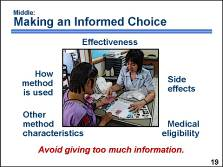 Middle:
Making an Informed Choice
Effectiveness
How
method
is used
Side
effects
Other
method
characteristics
Medical
eligibility
Avoid giving too much information.
19